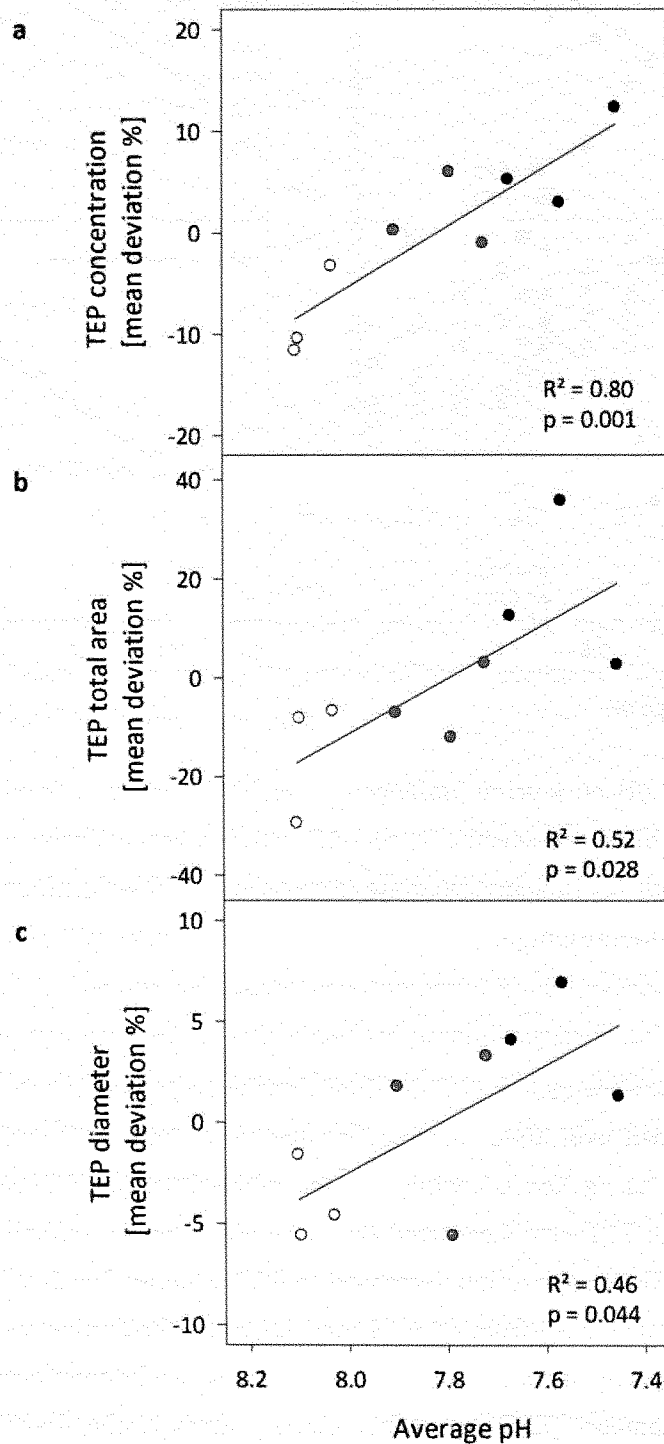 a
TEP concentration
[mean deviation %]
20
10
0
-10
-20
R² = 0.80
p = 0.001
b
TEP total area
[mean deviation %]
40
20
0
-20
-40
R² = 0.52
p = 0.028
c
TEP diameter
[mean deviation %]
10
5
0
-5
-10
R² = 0.46
p = 0.044
8.2 8.0 7.8 7.6 7.4
Average pH